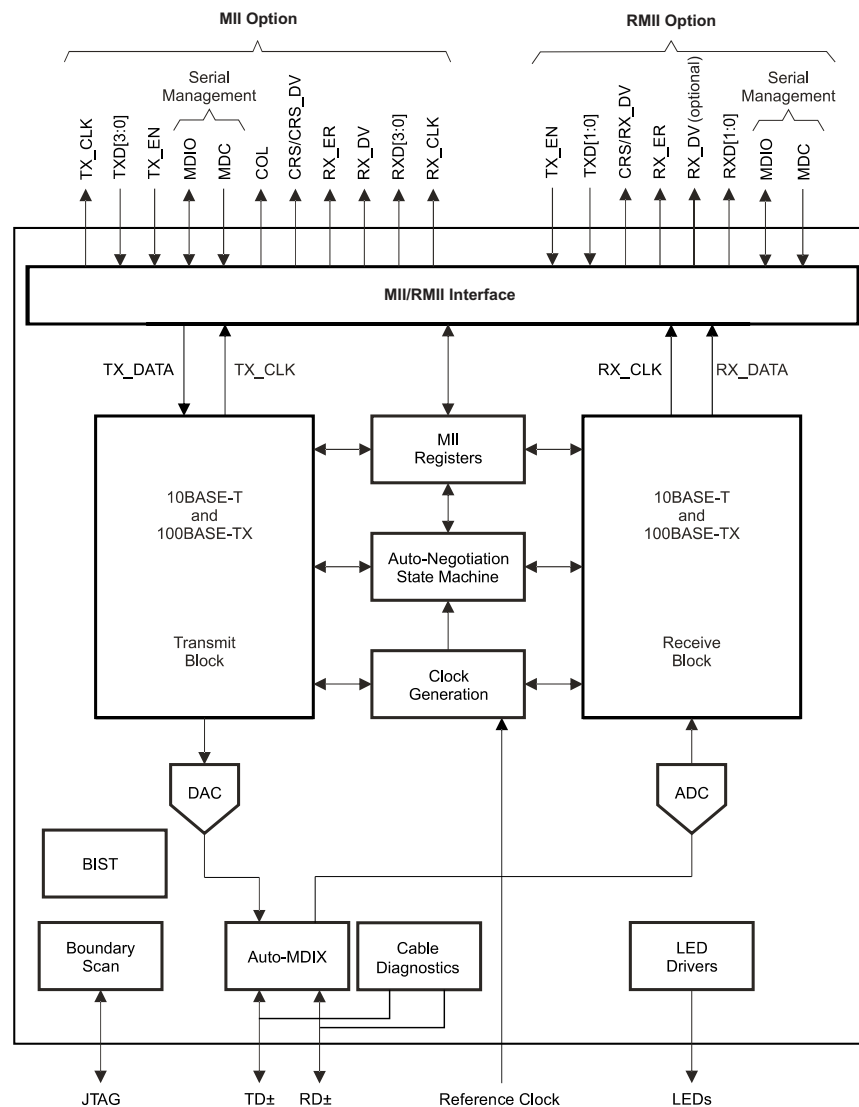 MII Option
RMII Option
Serial
Management
Serial
Management
TX_CLK
TXD[3:0]
TX_EN
MDIO
MDC
COL
CRS/CRS_DV
RX_ER
RX_DV
RXD[3:0]
RX_CLK
TX_EN
TXD[1:0]
CRS/RX_DV
RX_ER
RX_DV (optional)
RXD[1:0]
MDIO
MDC
MII/RMII Interface
TX_DATA
TX_CLK
RX_CLK
RX_DATA
10BASE-T
and
100BASE-TX
Transmit
Block
MII
Registers
Auto-Negotiation
State Machine
Clock
Generation
10BASE-T
and
100BASE-TX
Receive
Block
DAC
ADC
BIST
Boundary
Scan
Auto-MDIX
Cable
Diagnostics
LED
Drivers
JTAG
TD±
RD±
Reference Clock
LEDs